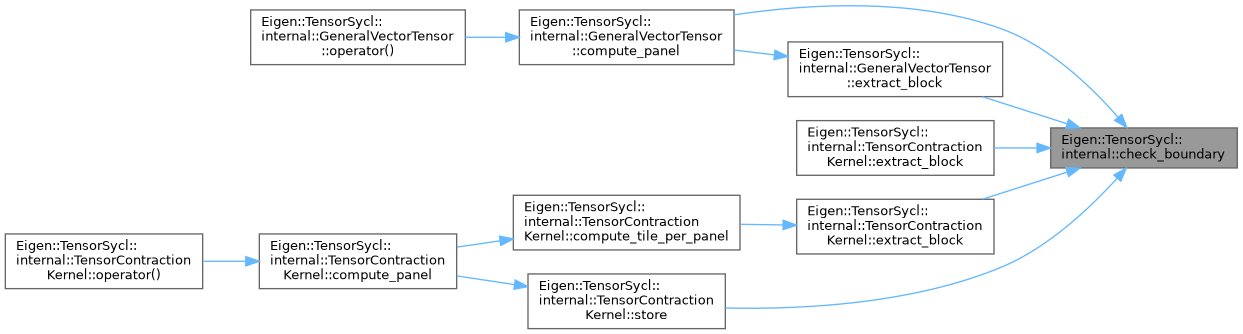 Eigen::TensorSycl::
internal::GeneralVectorTensor
::operator()
Eigen::TensorSycl::
internal::GeneralVectorTensor
::compute_panel
Eigen::TensorSycl::
internal::GeneralVectorTensor
::extract_block
Eigen::TensorSycl::
internal::TensorContraction
Kernel::extract_block
Eigen::TensorSycl::
internal::check_boundary
Eigen::TensorSycl::
internal::TensorContraction
Kernel::compute_tile_per_panel
Eigen::TensorSycl::
internal::TensorContraction
Kernel::extract_block
Eigen::TensorSycl::
internal::TensorContraction
Kernel::operator()
Eigen::TensorSycl::
internal::TensorContraction
Kernel::compute_panel
Eigen::TensorSycl::
internal::TensorContraction
Kernel::store